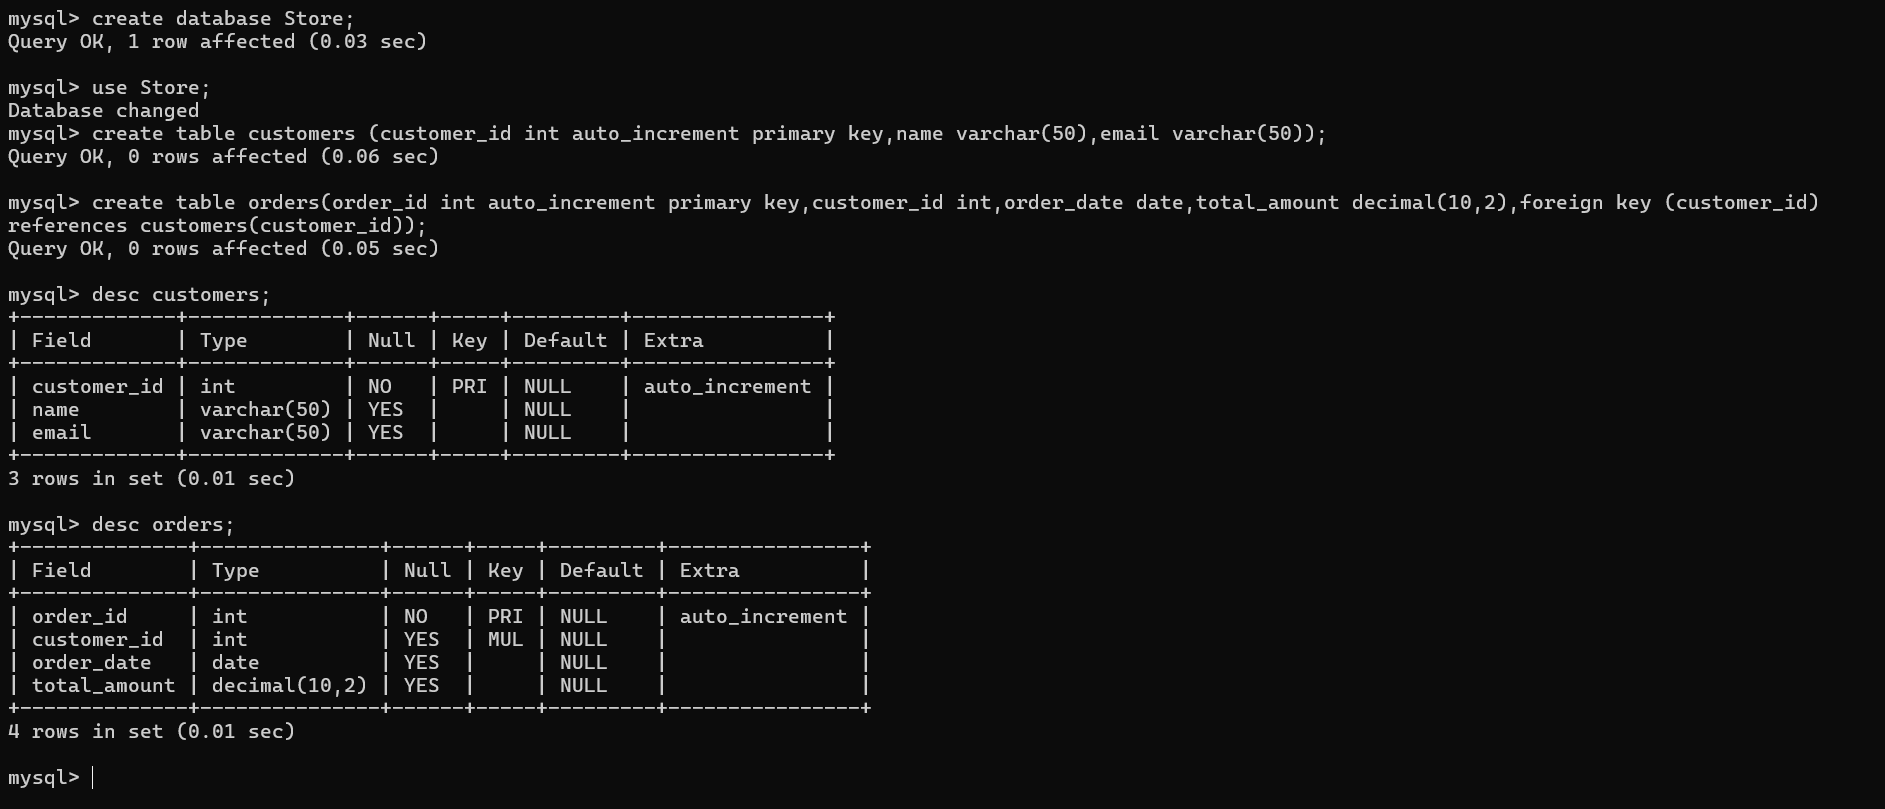 mysql> create database Store;
Query OK, 1 row affected (0.03 sec)
mysql> use Store;
Database changed
mysql> create table customers (customer_id int auto_increment primary key,name varchar(50),email varchar(50));
Query OK, 0 rows affected (0.06 sec)
mysql> create table orders(order_id int auto_increment primary key,customer_id int,order_date date,total_amount decimal(10,2),foreign key (customer_id)
references customers(customer_id));
Query OK, 0 rows affected (0.05 sec)
mysql> desc customers;
+-------------+-------------+------+-----+---------+----------------+
| Field       | Type        | Null | Key | Default | Extra          |
+-------------+-------------+------+-----+---------+----------------+
| customer_id | int         | NO   | PRI | NULL    | auto_increment |
| name        | varchar(50) | YES  |     | NULL    |                |
| email       | varchar(50) | YES  |     | NULL    |                |
+-------------+-------------+------+-----+---------+----------------+
3 rows in set (0.01 sec)
mysql> desc orders;
+--------------+---------------+------+-----+---------+----------------+
| Field        | Type          | Null | Key | Default | Extra          |
+--------------+---------------+------+-----+---------+----------------+
| order_id     | int           | NO   | PRI | NULL    | auto_increment |
| customer_id  | int           | YES  | MUL | NULL    |                |
| order_date   | date          | YES  |     | NULL    |                |
| total_amount | decimal(10,2) | YES  |     | NULL    |                |
+--------------+---------------+------+-----+---------+----------------+
4 rows in set (0.01 sec)
mysql>